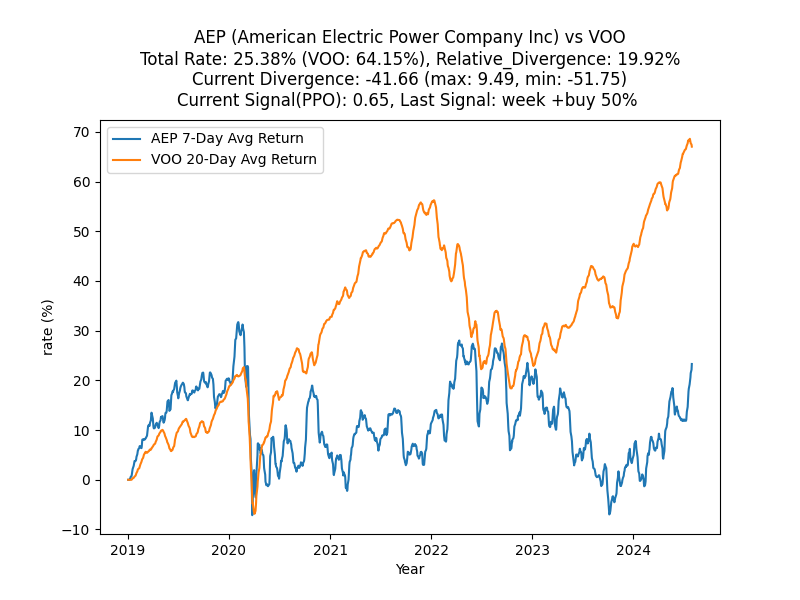 AEP (American Electric Power Company Inc) vs VOO
Total Rate: 25.38% (VOO: 64.15%), Relative_Divergence: 19.92%
Current Divergence: -41.66 (max: 9.49, min: -51.75)
Current Signal(PPO): 0.65, Last Signal: week +buy 50%
AEP 7-Day Avg Return
VOO 20-Day Avg Return
rate (%)
70
60
50
40
30
20
10
0
−10
2019 2020 2021 2022 2023 2024
Year